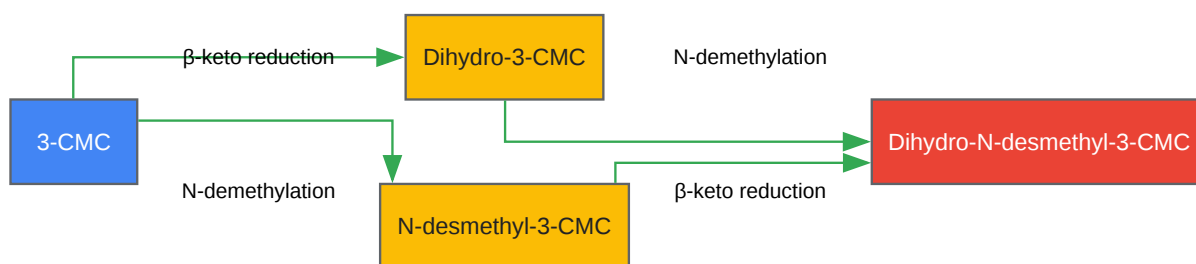 β-keto reduction
Dihydro-3-CMC
N-demethylation
3-CMC
Dihydro-N-desmethyl-3-CMC
N-demethylation
N-desmethyl-3-CMC
β-keto reduction